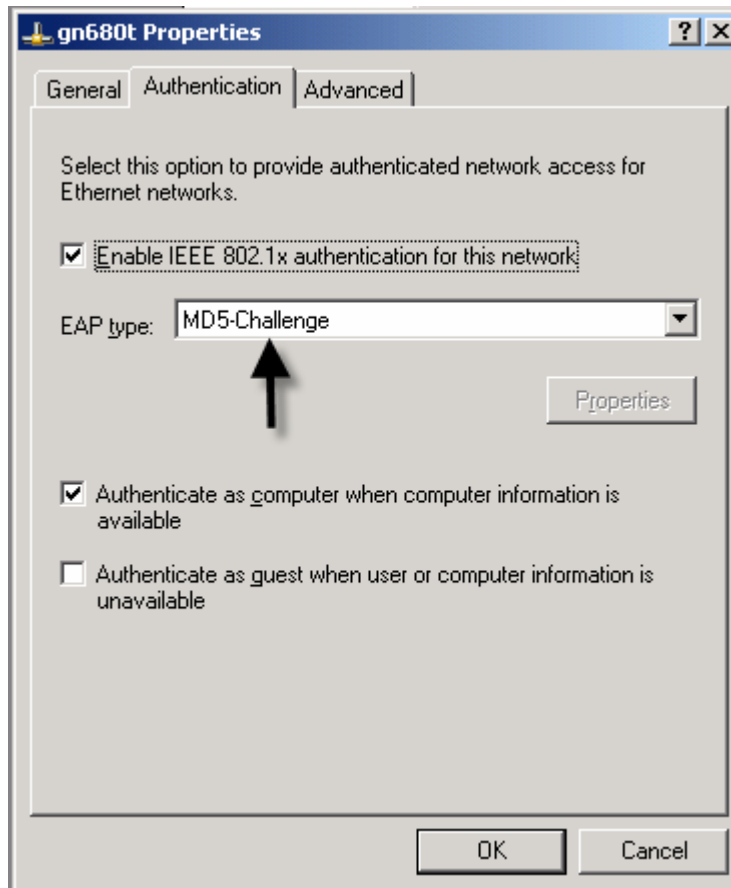 gn680t Properties
General Authentication Advanced
Select this option to provide authenticated network access for
Ethernet networks.
Enable IEEE 802.1x authentication for this network
EAP type: MD5-Challenge
Properties
Authenticate as computer when computer information is
available
Authenticate as guest when user or computer information is
unavailable
OK Cancel